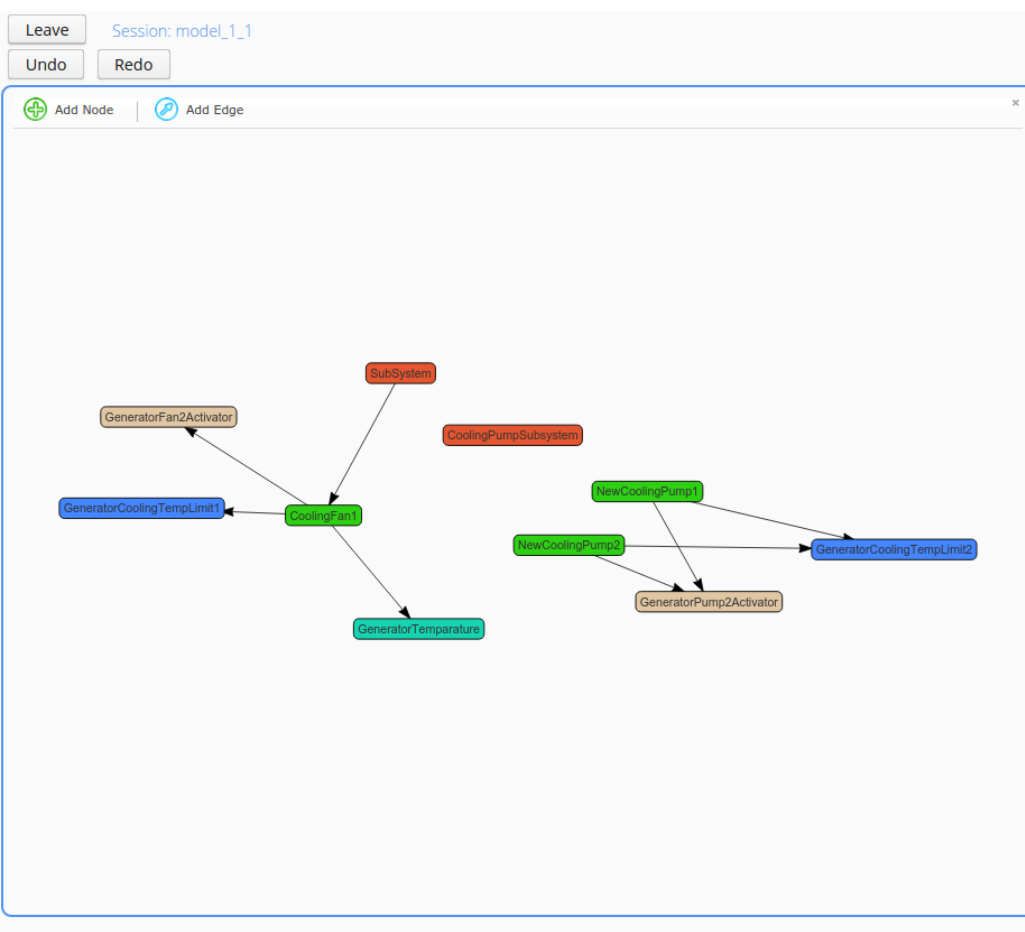 Leave Session: model_1_1
Undo Redo
Add Node Add Edge ×
SubSystem
GeneratorFan2Activator
CoolingPumpSubsystem
NewCoolingPump1
GeneratorCoolingTempLimit1
CoolingFan1
NewCoolingPump2
GeneratorCoolingTempLimit2
GeneratorPump2Activator
GeneratorTemparature